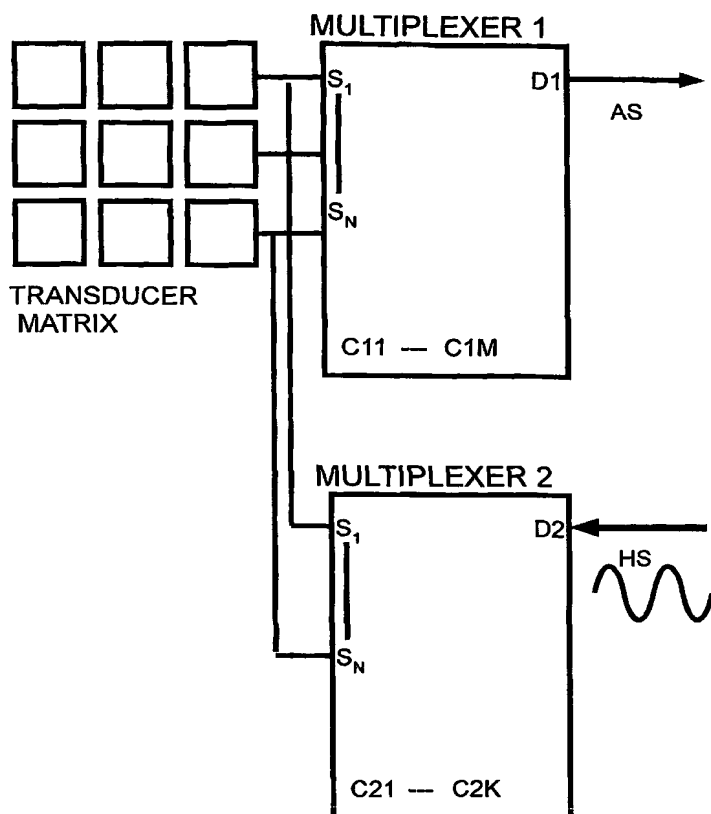 MULTIPLEXER 1
S1
D1
AS
SN
TRANSDUCER
MATRIX
C11 — C1M
MULTIPLEXER 2
S1
D2
HS
SN
C21 — C2K